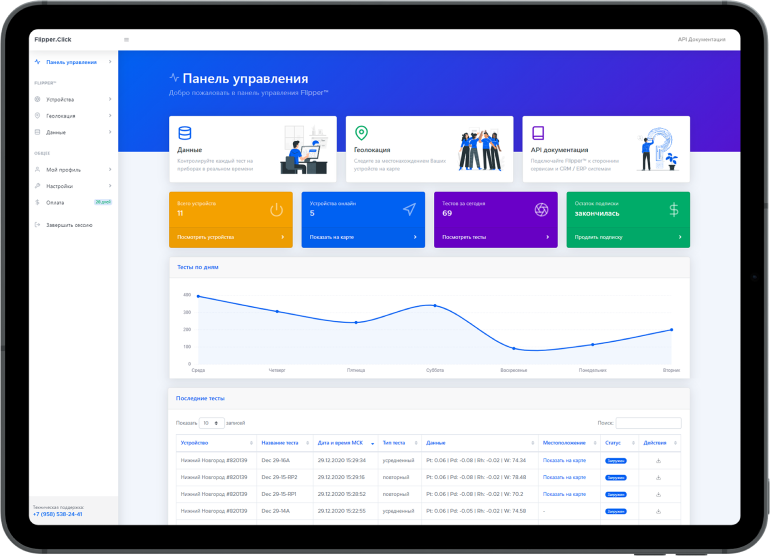 Flipper.Click
API Документация
Панель управления
FLIPPER™
Устройства
Геолокация
Данные
Мой профиль
Настройки
Оплата
Завершить сессию
Техническая поддержка:
+7 (958) 538-24-41
Панель управления
Добро пожаловать в панель управления Flipper™
Данные
Контролируйте каждый тест на
приборах в реальном времени
Геолокация
Следите за местонахождением Ваших
устройств на карте
API документация
Подключайте Flipper™ к сторонним
сервисам и CRM / ERP системам
Всего устройств
11
Посмотреть устройства
Устройства онлайн
5
Показать на карте
Тестов за сегодня
69
Посмотреть тесты
Остаток подписки
закончилась
Продлить подписку
Тесты по дням
400
300
200
100
0
Среда Четверг Пятница Суббота Воскресенье Понедельник Вторник
Последние тесты
Показать 10 записей
Поиск:
Устройство Название теста Дата и время МСК Тип теста Данные Местоположение Статус Действия
Нижний Новгород #820139 Dec 29-16A 29.12.2020 15:29:34 усредненный Pt: 0.06 | Pd: -0.08 | Rh: -0.02 | W: 74.34 Показать на карте Загружен
Нижний Новгород #820139 Dec 29-15-RP2 29.12.2020 15:29:16 повторный Pt: 0.06 | Pd: -0.08 | Rh: -0.02 | W: 78.48 Показать на карте Загружен
Нижний Новгород #820139 Dec 29-15-RP1 29.12.2020 15:28:52 повторный Pt: 0.06 | Pd: -0.08 | Rh: -0.02 | W: 70.2 Показать на карте Загружен
Нижний Новгород #820139 Dec 29-14A 29.12.2020 15:22:55 усредненный Pt: 0.06 | Pd: -0.05 | Rh: -0.02 | W: 74.58 - Загружен